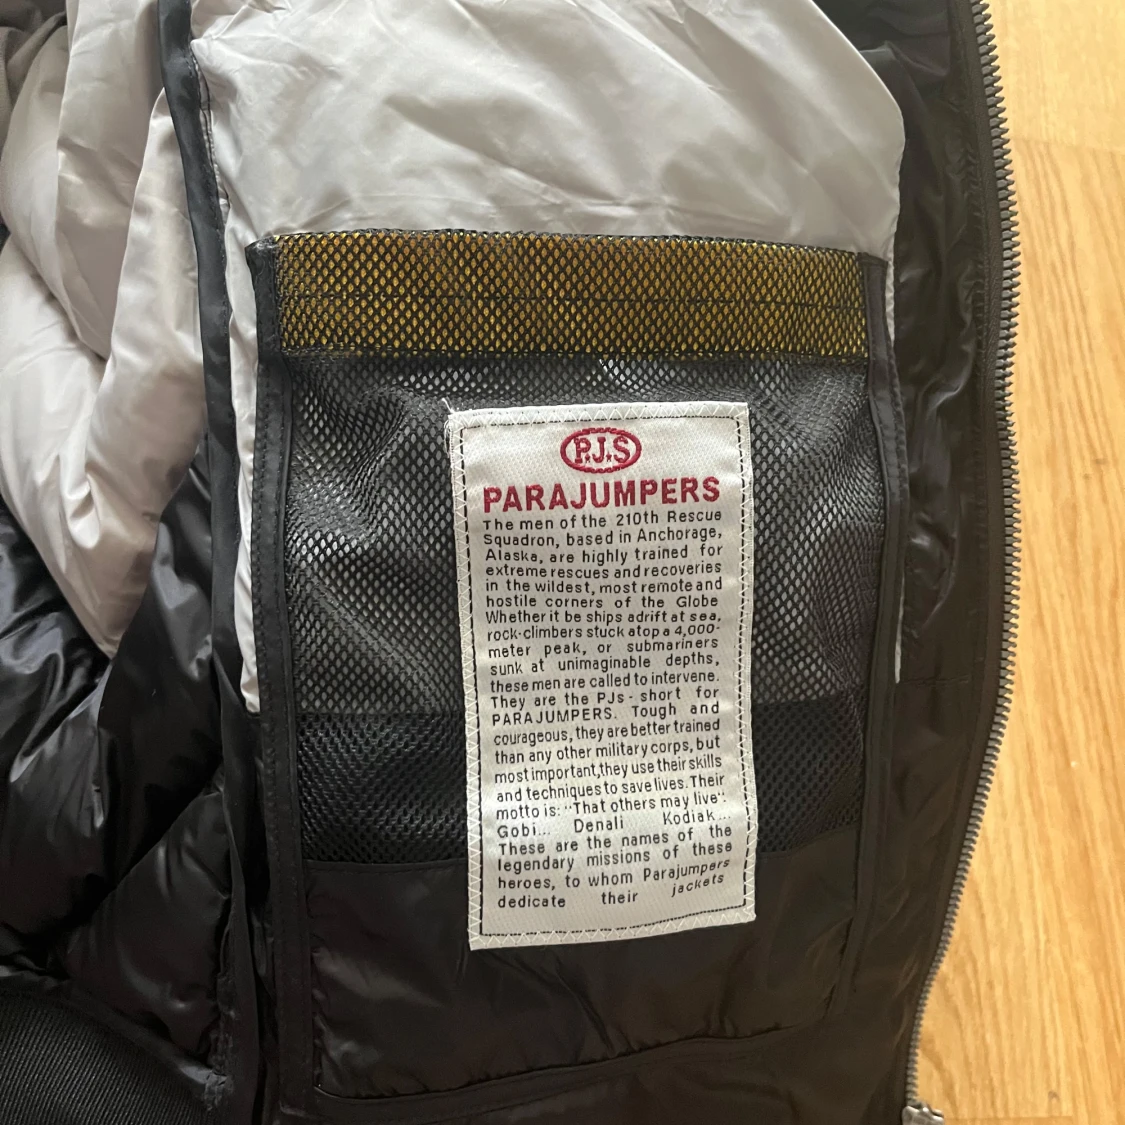 P.J.S
PARAJUMPERS
The men of the 210th Rescue
Squadron, based in Anchorage,
Alaska, are highly trained for
extreme rescues and recoveries
in the wildest, most remote and
hostile corners of the Globe
Whether it be ships adrift at sea,
rock-climbers stuck atop a 4,000-
meter peak, or submariners
sunk at unimaginable depths,
these men are called to intervene.
They are the PJs - short for
PARAJUMPERS. Tough and
courageous, they are better trained
than any other military corps, but
most important, they use their skills
and techniques to save lives. Their
motto is: "That others may live":
Gobi... Denali Kodiak...
These are the names of the
legendary missions of these
heroes, to whom Parajumpers
dedicate their jackets